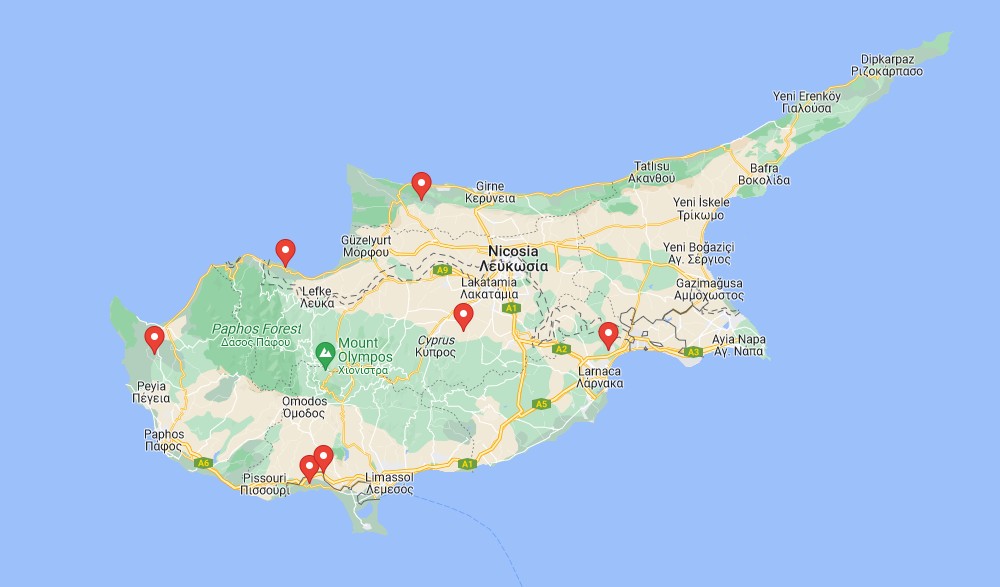 Dipkarpaz
Ριζοκάρπασο
Yeni Erenköy
Γιαλούσα
Tatlısu
Ακανθού
Bafra
Βοκολίδα
Girne
Κερύνεια
Yeni İskele
Τρίκωμο
Güzelyurt
Μόρφου
Nicosia
Λευκωσία
Yeni Boğaziçi
Αγ. Σέργιος
A9
Lakatamia
Λακατάμια
Gazimağusa
Αμμόχωστος
Lefke
Λεύκα
A1
Paphos Forest
Δάσος Πάφου
Mount
Olympos
Χιονίστρα
Cyprus
Κύπρος
A2
A3
Ayia Napa
Αγ. Νάπα
Larnaca
Λάρνακα
Peyia
Πέγεια
Omodos
Όμοδος
A5
Paphos
Πάφος
A6
A1
Pissouri
Πισσούρι
Limassol
Λεμεσός